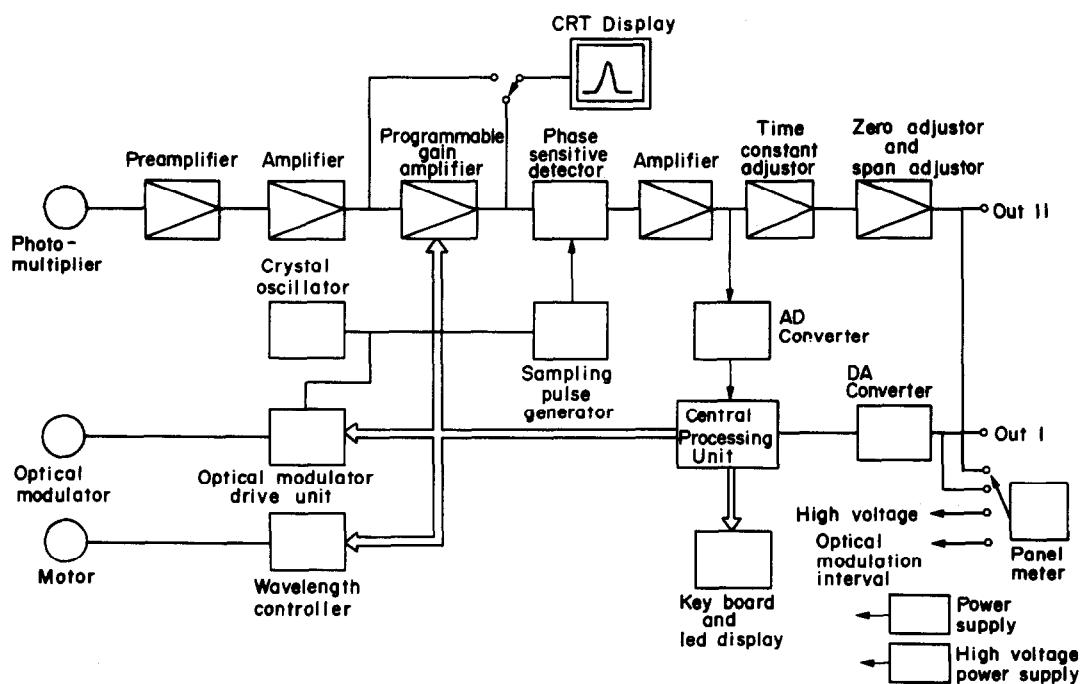 CRT Display
Programmable
gain
amplifier
Phase
sensitive
detector
Time
constant
adjustor
Zero adjustor
and
span adjustor
Preamplifier
Amplifier
Amplifier
Out II
Photo-
multiplier
Crystal
oscillator
AD
Converter
Sampling
pulse
generator
DA
Converter
Central
Processing
Unit
Out I
Optical
modulator
Optical modulator
drive unit
High voltage
Optical
modulation
interval
Panel
meter
Motor
Wavelength
controller
Key board
and
led display
Power
supply
High voltage
power supply